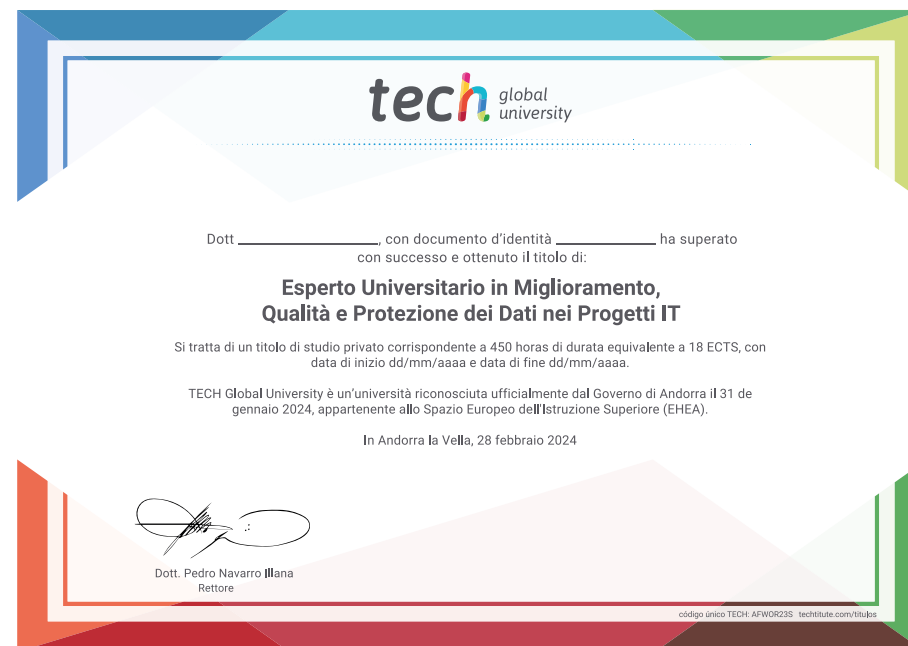 tech global university
Dott ____________________, con documento d'identità ______________ ha superato
con successo e ottenuto il titolo di:
Esperto Universitario in Miglioramento,
Qualità e Protezione dei Dati nei Progetti IT
Si tratta di un titolo di studio privato corrispondente a 450 horas di durata equivalente a 18 ECTS, con
data di inizio dd/mm/aaaa e data di fine dd/mm/aaaa.
TECH Global University è un'università riconosciuta ufficialmente dal Governo di Andorra il 31 de
gennaio 2024, appartenente allo Spazio Europeo dell'Istruzione Superiore (EHEA).
In Andorra la Vella, 28 febbraio 2024
Dott. Pedro Navarro Illana
Rettore
código único TECH: AFWOR23S techtitute.com/titulos